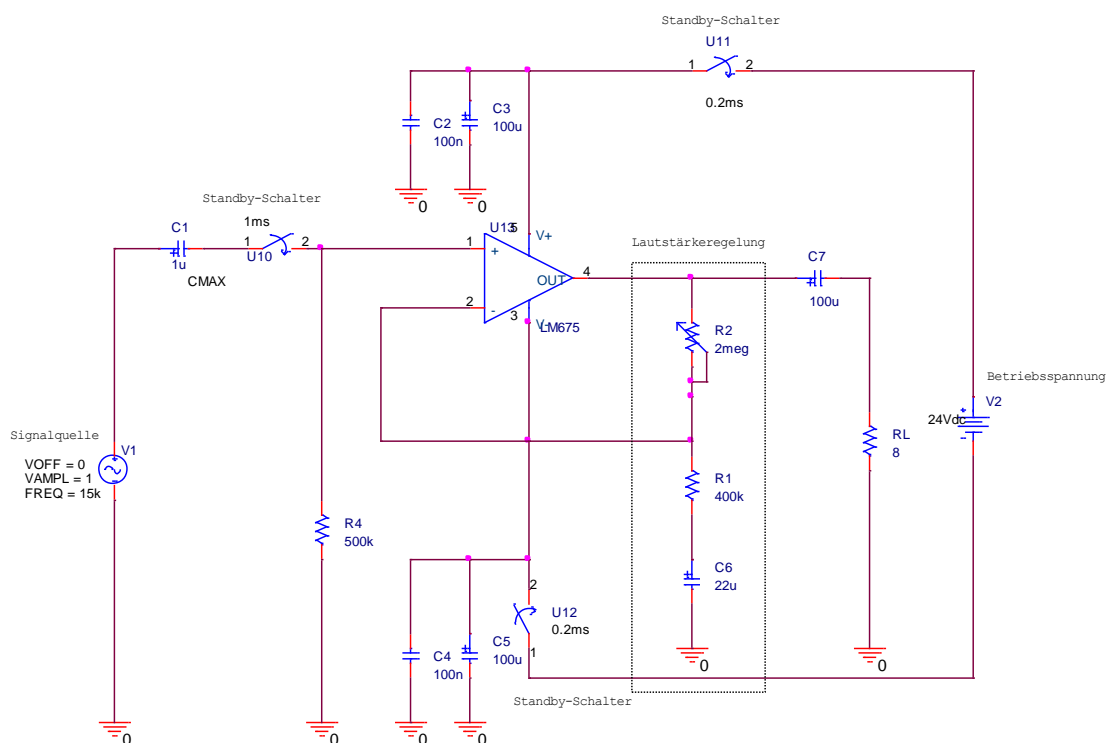 Standby-Schalter
U11
1
2
0.2ms
C2
100n
C3
100u
0
0
Standby-Schalter
1ms
C1
1u
CMAX
1
U10
2
1
+
2
-
U13
5
V+
OUT
4
3
V-
LM675
Lautstärkeregelung
R2
2meg
C7
100u
Betriebsspannung
V2
24Vdc
RL
8
Signalquelle
V1
VOFF = 0
VAMPL = 1
FREQ = 15k
R4
500k
R1
400k
C6
22u
2
U12
0.2ms
1
C4
100n
C5
100u
0
0
Standby-Schalter
0
0
0
0